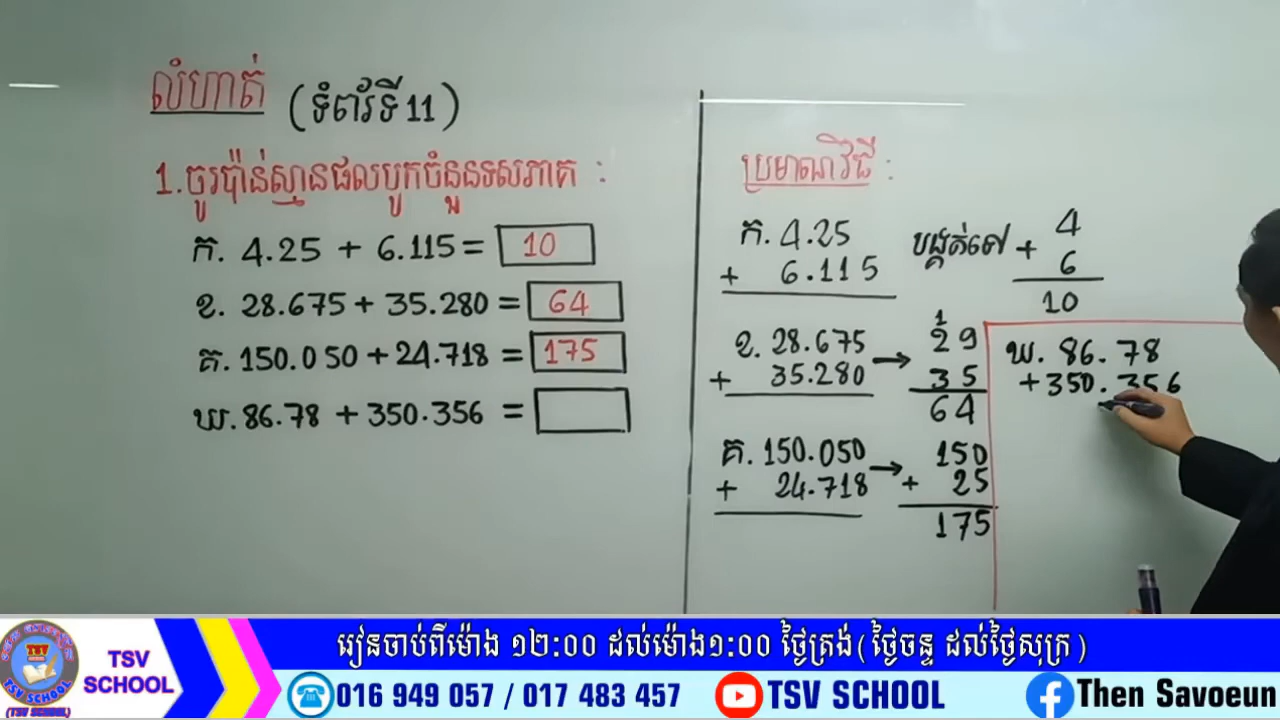 លំហាត់ (ទំព័រទី 11)
1. ចូរប៉ាន់ស្មានផលបូកចំនួនទសភាគ :
ក. 4.25 + 6.115 = 10
ខ. 28.675 + 35.280 = 64
គ. 150.050 + 24.718 = 175
ឃ. 86.78 + 350.356 =
ប្រមាណវិធី :
ក. 4.25
+ 6.115
បង្គត់ទៅ
4
+ 6
10
ខ. 28.675
+ 35.280
→
1
29
35
64
គ. 150.050
+ 24.718
→
150
+ 25
175
ឃ. 86.78
+ 350.356
TSV SCHOOL
(TSV SCHOOL)
រៀនចាប់ពីម៉ោង ១២:០០ ដល់ម៉ោង១:00 ថ្ងៃត្រង់ (ថ្ងៃចន្ទ ដល់ថ្ងៃសុក្រ)
016 949 057 / 017 483 457
TSV SCHOOL
Then Savoeun